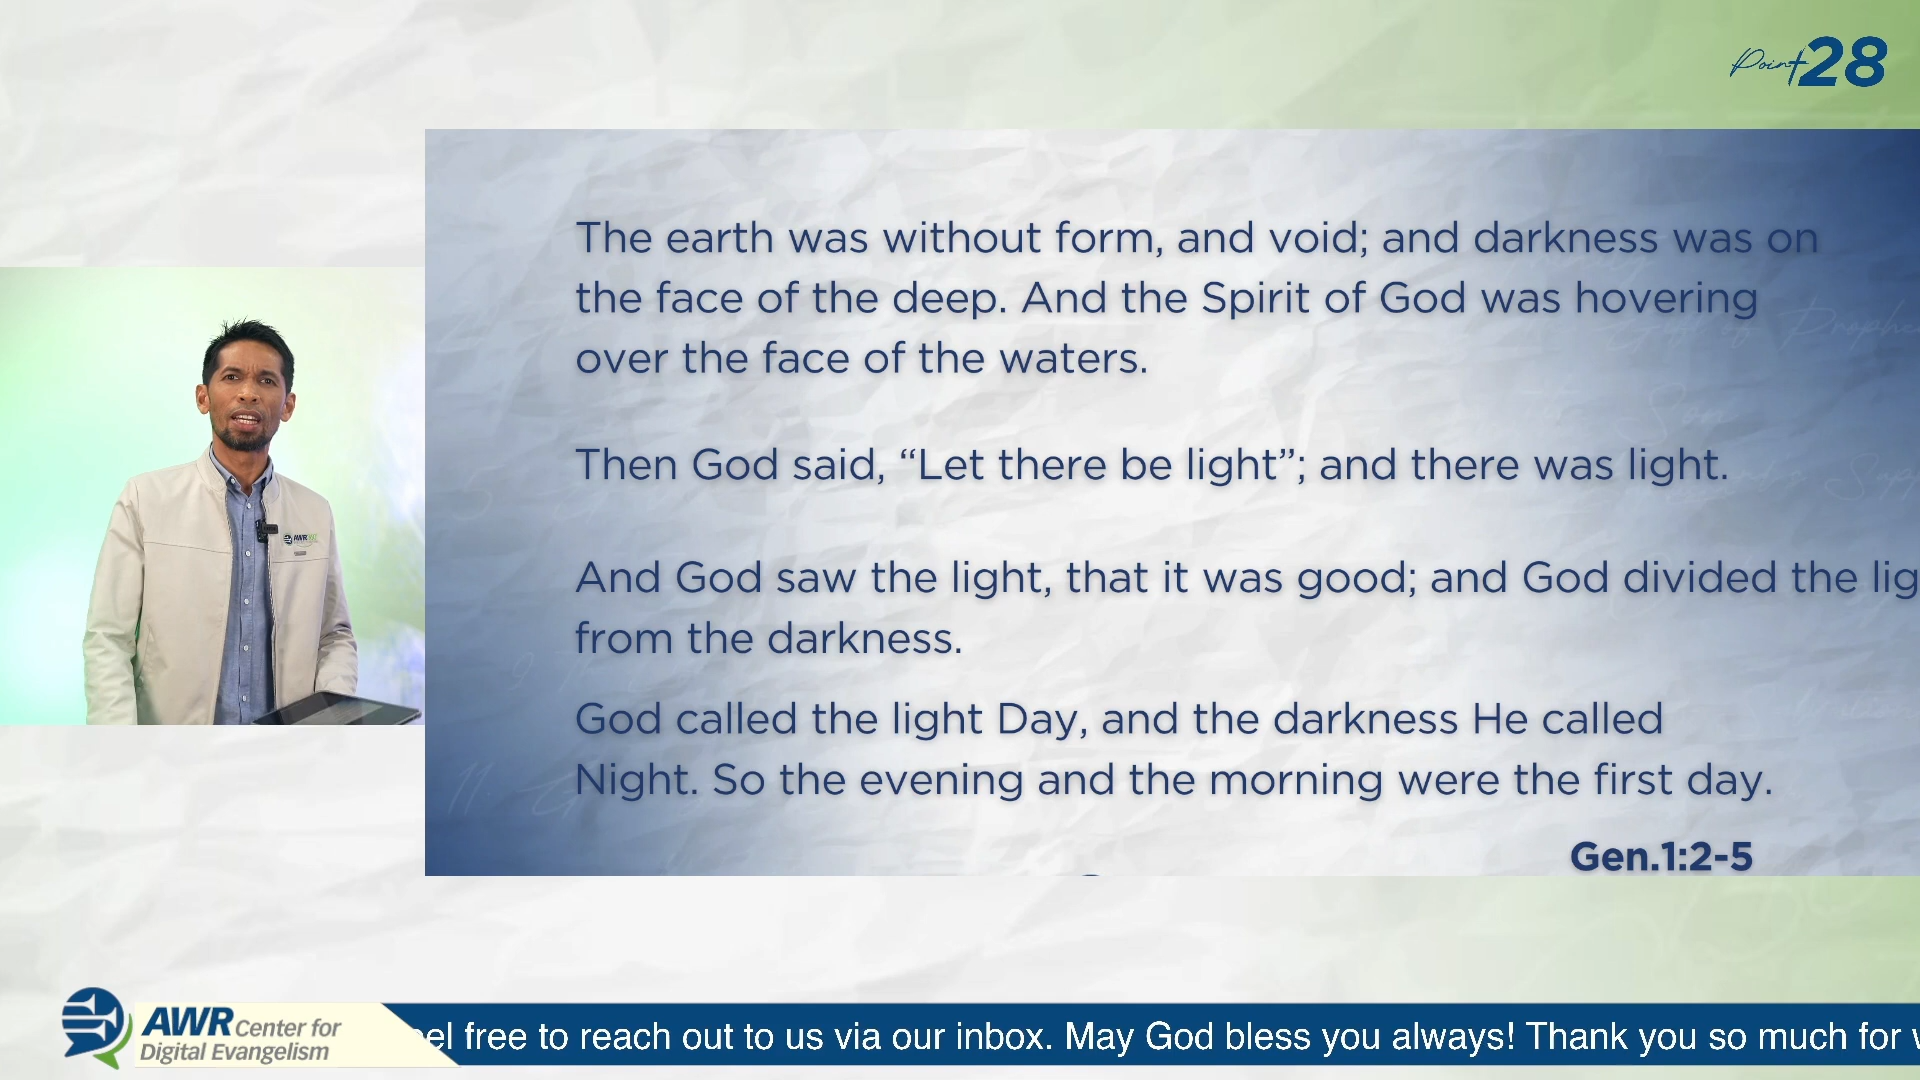 Point28
The earth was without form, and void; and darkness was on
the face of the deep. And the Spirit of God was hovering
over the face of the waters.
Then God said, “Let there be light”; and there was light.
And God saw the light, that it was good; and God divided the lig
from the darkness.
God called the light Day, and the darkness He called
Night. So the evening and the morning were the first day.
Gen.1:2-5
AWR
AWR Center for
Digital Evangelism
el free to reach out to us via our inbox. May God bless you always! Thank you so much for